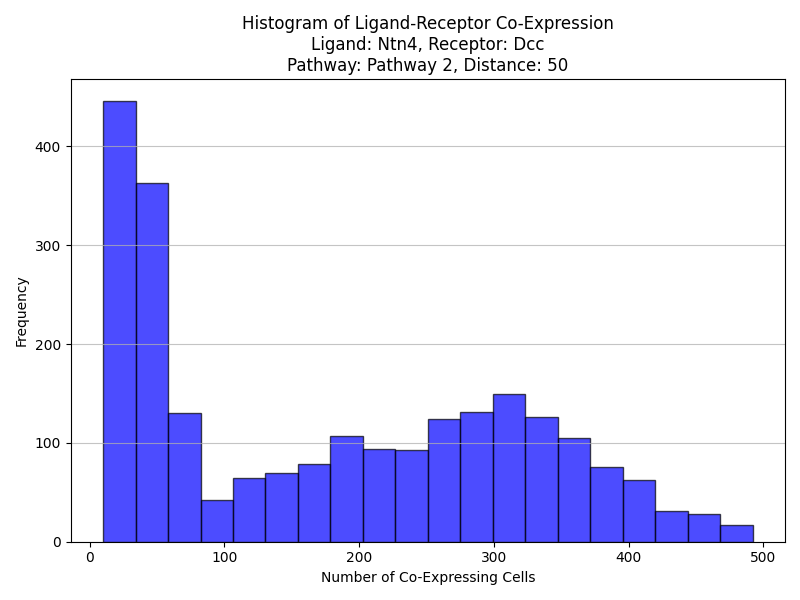 Histogram of Ligand-Receptor Co-Expression
Ligand: Ntn4, Receptor: Dcc
Pathway: Pathway 2, Distance: 50
Frequency
400
300
200
100
0
0 100 200 300 400 500
Number of Co-Expressing Cells